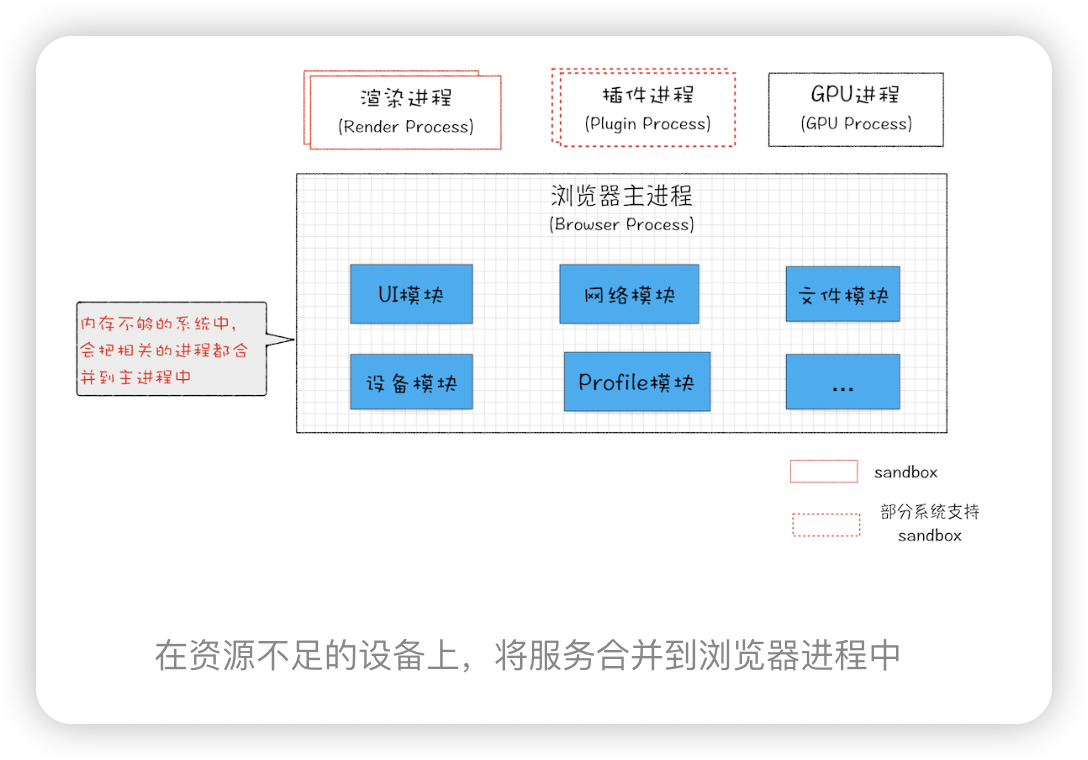 渲染进程
(Render Process)
插件进程
(Plugin Process)
GPU进程
(GPU Process)
浏览器主进程
(Browser Process)
UI模块
网络模块
文件模块
内存不够的系统中，
会把相关的进程都合
并到主进程中
设备模块
Profile模块
...
sandbox
部分系统支持
sandbox
在资源不足的设备上，将服务合并到浏览器进程中